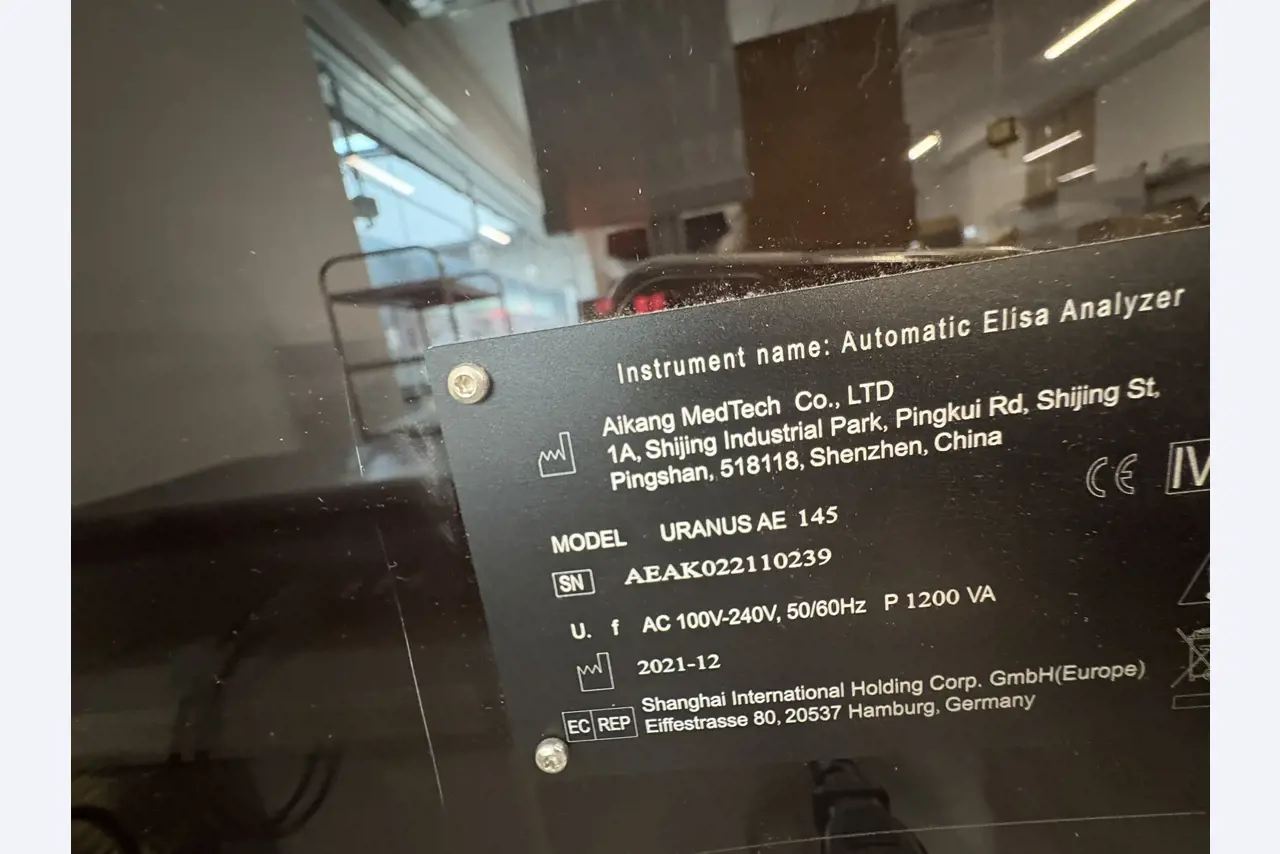 Instrument name: Automatic Elisa Analyzer
Aikang MedTech Co., LTD
1A, Shijing Industrial Park, Pingkui Rd, Shijing St,
Pingshan, 518118, Shenzhen, China
CE IV
MODEL URANUS AE 145
SN AEAK022110239
U. f AC 100V-240V, 50/60Hz P 1200 VA
2021-12
EC REP Shanghai International Holding Corp. GmbH(Europe)
Eiffestrasse 80, 20537 Hamburg, Germany